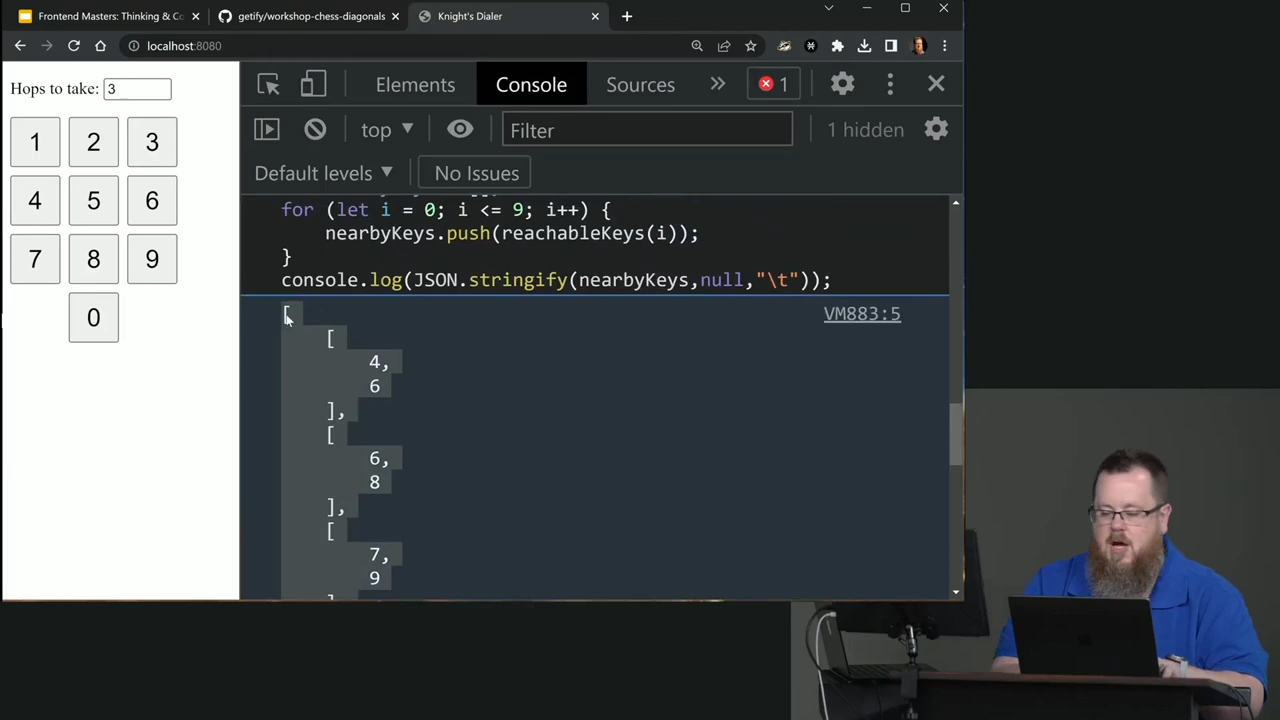 Frontend Masters: Thinking & Co
getify/workshop-chess-diagonals
Knight's Dialer
localhost:8080
Hops to take: 3
1 2 3
4 5 6
7 8 9
0
Elements Console Sources 1
top Filter 1 hidden
Default levels No Issues
for (let i = 0; i <= 9; i++) {
nearbyKeys.push(reachableKeys(i));
}
console.log(JSON.stringify(nearbyKeys,null,"\t"));
[ VM883:5
[
4,
6
],
[
6,
8
],
[
7,
9